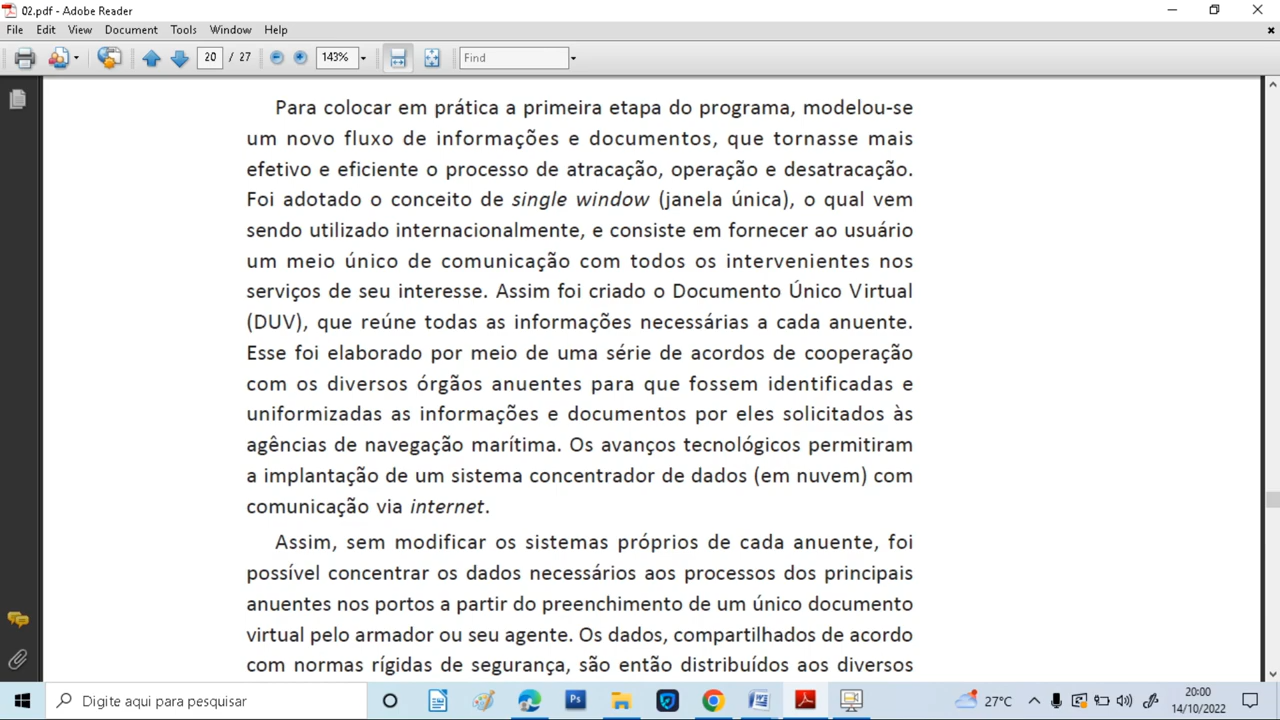 02.pdf - Adobe Reader
File Edit View Document Tools Window Help
20 / 27 143% Find
Para colocar em prática a primeira etapa do programa, modelou-se
um novo fluxo de informações e documentos, que tornasse mais
efetivo e eficiente o processo de atracação, operação e desatracação.
Foi adotado o conceito de single window (janela única), o qual vem
sendo utilizado internacionalmente, e consiste em fornecer ao usuário
um meio único de comunicação com todos os intervenientes nos
serviços de seu interesse. Assim foi criado o Documento Único Virtual
(DUV), que reúne todas as informações necessárias a cada anuente.
Esse foi elaborado por meio de uma série de acordos de cooperação
com os diversos órgãos anuentes para que fossem identificadas e
uniformizadas as informações e documentos por eles solicitados às
agências de navegação marítima. Os avanços tecnológicos permitiram
a implantação de um sistema concentrador de dados (em nuvem) com
comunicação via internet.
Assim, sem modificar os sistemas próprios de cada anuente, foi
possível concentrar os dados necessários aos processos dos principais
anuentes nos portos a partir do preenchimento de um único documento
virtual pelo armador ou seu agente. Os dados, compartilhados de acordo
com normas rígidas de segurança, são então distribuídos aos diversos
Digite aqui para pesquisar
Ps
27°C
20:00
14/10/2022